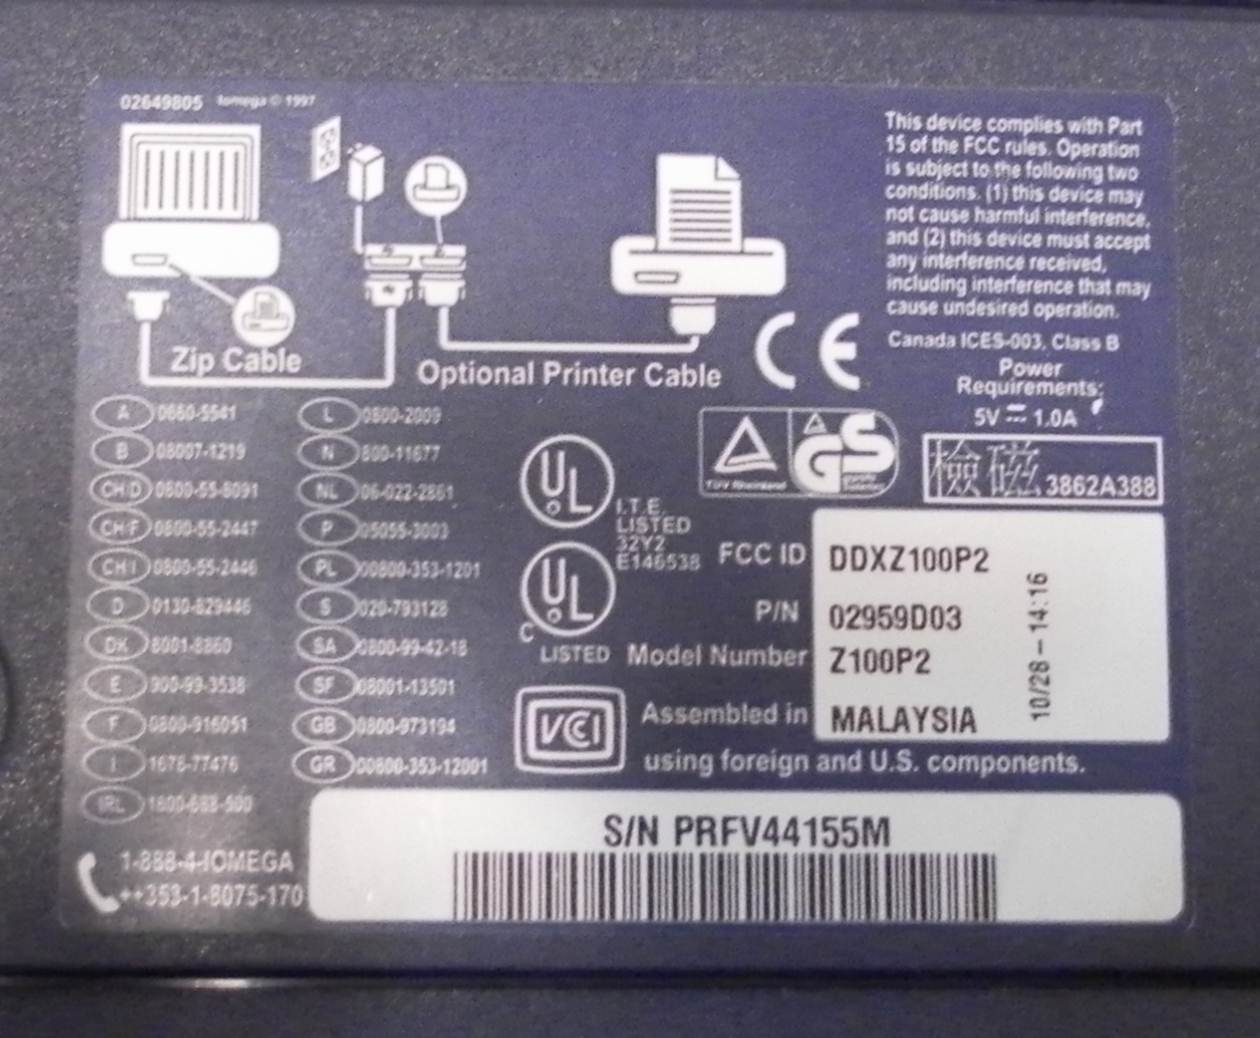 02649805 Iomega © 1997
Zip Cable
Optional Printer Cable
This device complies with Part
15 of the FCC rules. Operation
is subject to the following two
conditions. (1) this device may
not cause harmful interference,
and (2) this device must accept
any interference received,
including interference that may
cause undesired operation.
Canada ICES-003, Class B
Power
Requirements:
5V ⎓ 1.0A
CE
A 0660-5541
B 08007-1219
CH D 0800-55-8091
CH F 0800-55-2447
CH I 0800-55-2446
D 0130-829446
DK 8001-8860
E 900-99-3538
F 0800-916051
I 1678-77476
IRL
L 0800-2009
N 800-11677
NL 06-022-2861
P 05055-3003
PL 00800-353-1201
S 020-793128
SA 0800-99-42-18
SF 08001-13501
GB 0800-973194
GR 00800-353-12001
1-888-4-IOMEGA
++353-1-8075-170
UL
I.T.E.
LISTED
32Y2
E146538
C UL
LISTED
VCI
TÜV Rheinland
GS
検磁 3862A388
FCC ID DDXZ100P2
P/N 02959D03
Model Number Z100P2
Assembled in MALAYSIA
using foreign and U.S. components.
10/28-14:16
S/N PRFV44155M